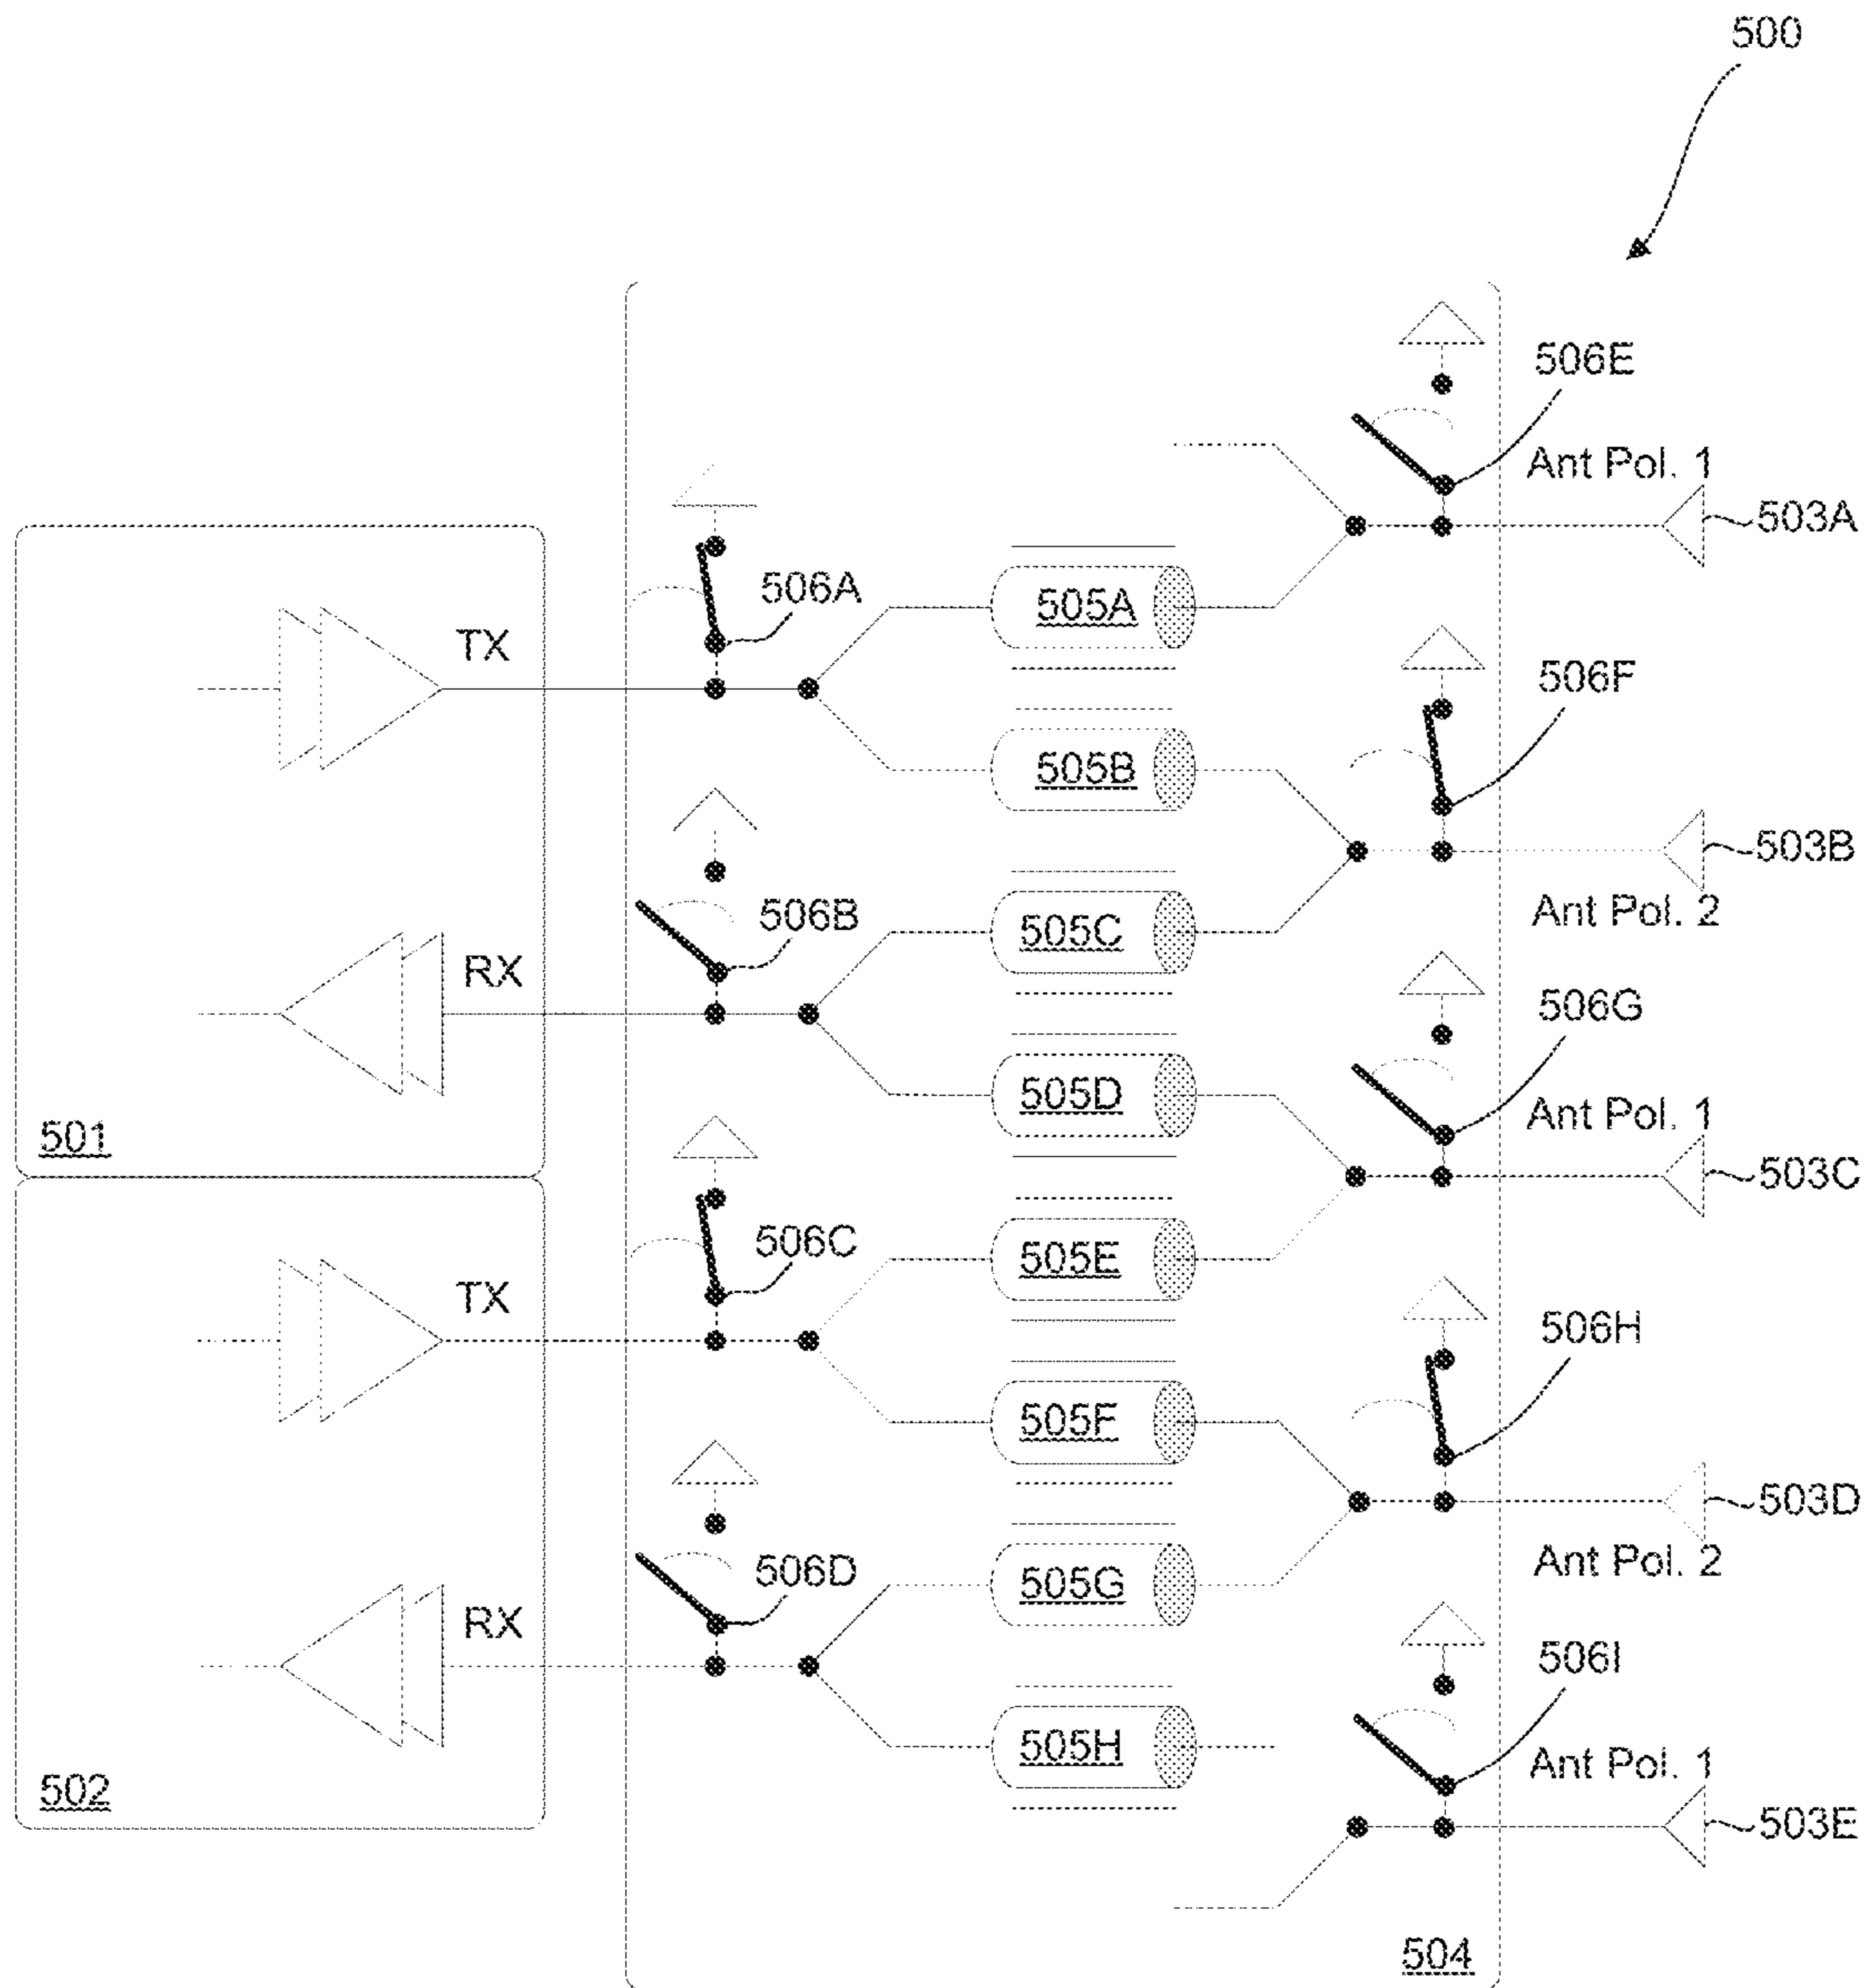 500
506E
Ant Pol. 1
503A
506A
505A
TX
506F
505B
503B
506B
Ant Pol. 2
505C
RX
506G
505D
Ant Pol. 1
501
503C
506C
505E
TX
506H
505F
503D
506D
Ant Pol. 2
505G
RX
506I
505H
Ant Pol. 1
502
503E
504